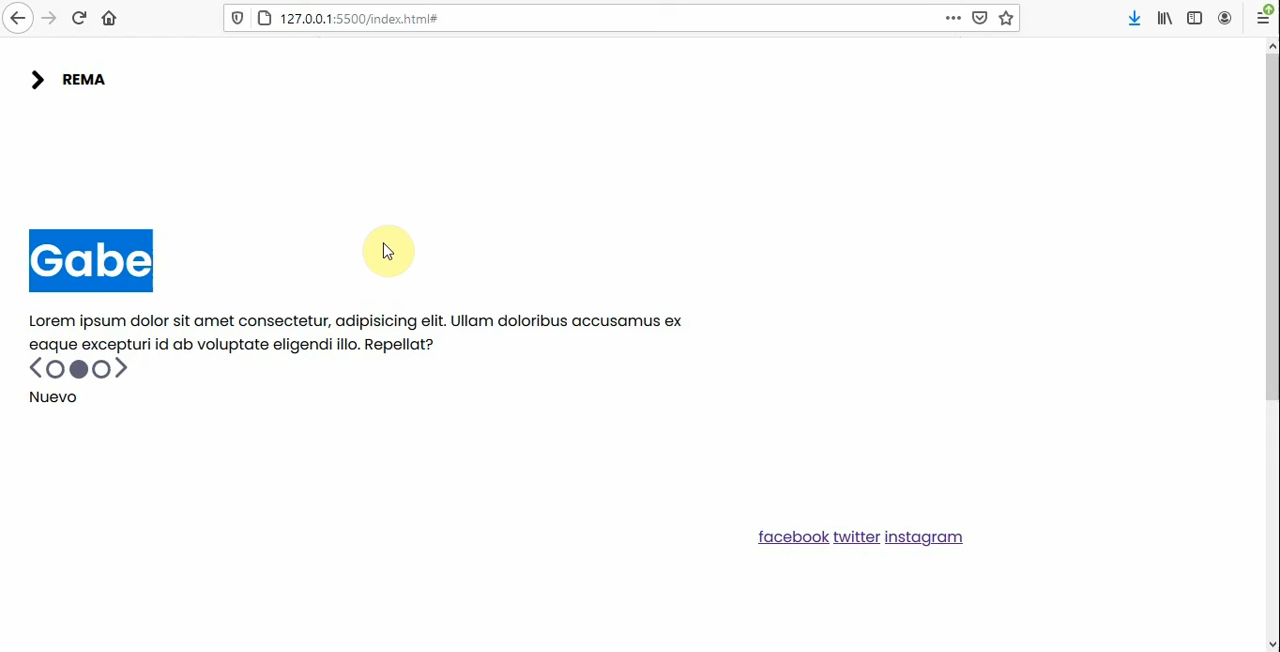 127.0.0.1:5500/index.html#
REMA
Gabe
Lorem ipsum dolor sit amet consectetur, adipisicing elit. Ullam doloribus accusamus ex
eaque excepturi id ab voluptate eligendi illo. Repellat?
Nuevo
facebook twitter instagram